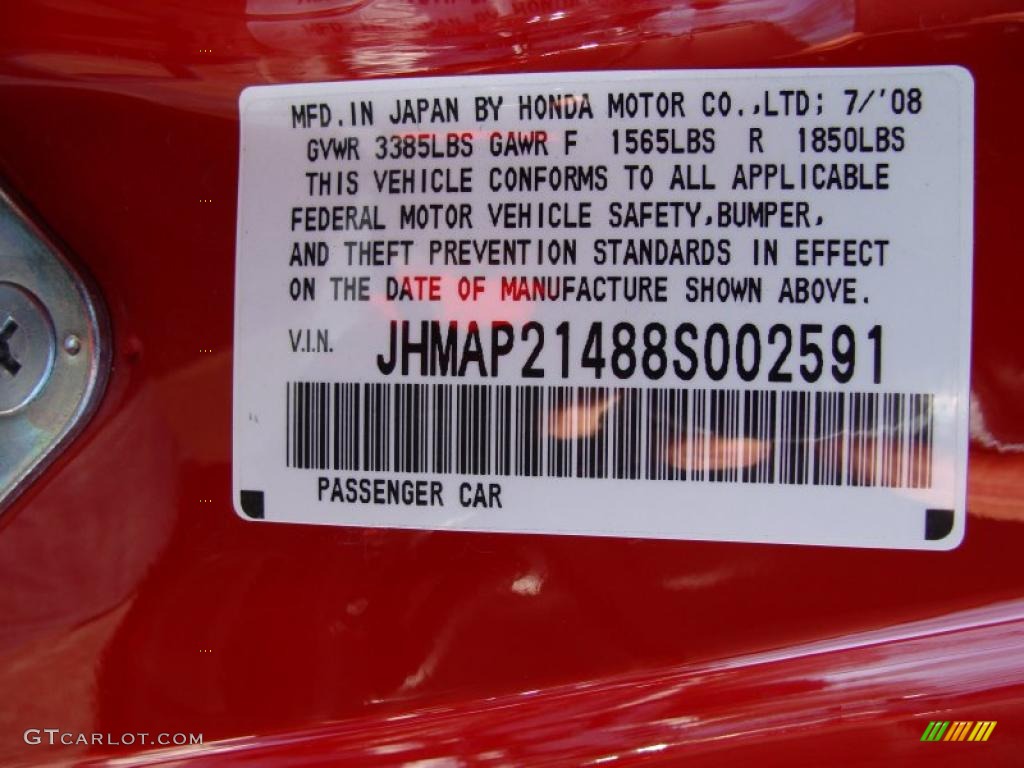 MFD.IN JAPAN BY HONDA MOTOR CO.,LTD; 7/'08
GVWR 3385LBS GAWR F 1565LBS R 1850LBS
THIS VEHICLE CONFORMS TO ALL APPLICABLE
FEDERAL MOTOR VEHICLE SAFETY,BUMPER,
AND THEFT PREVENTION STANDARDS IN EFFECT
ON THE DATE OF MANUFACTURE SHOWN ABOVE.
V.I.N. JHMAP21488S002591
PASSENGER CAR
GTCARLOT.COM